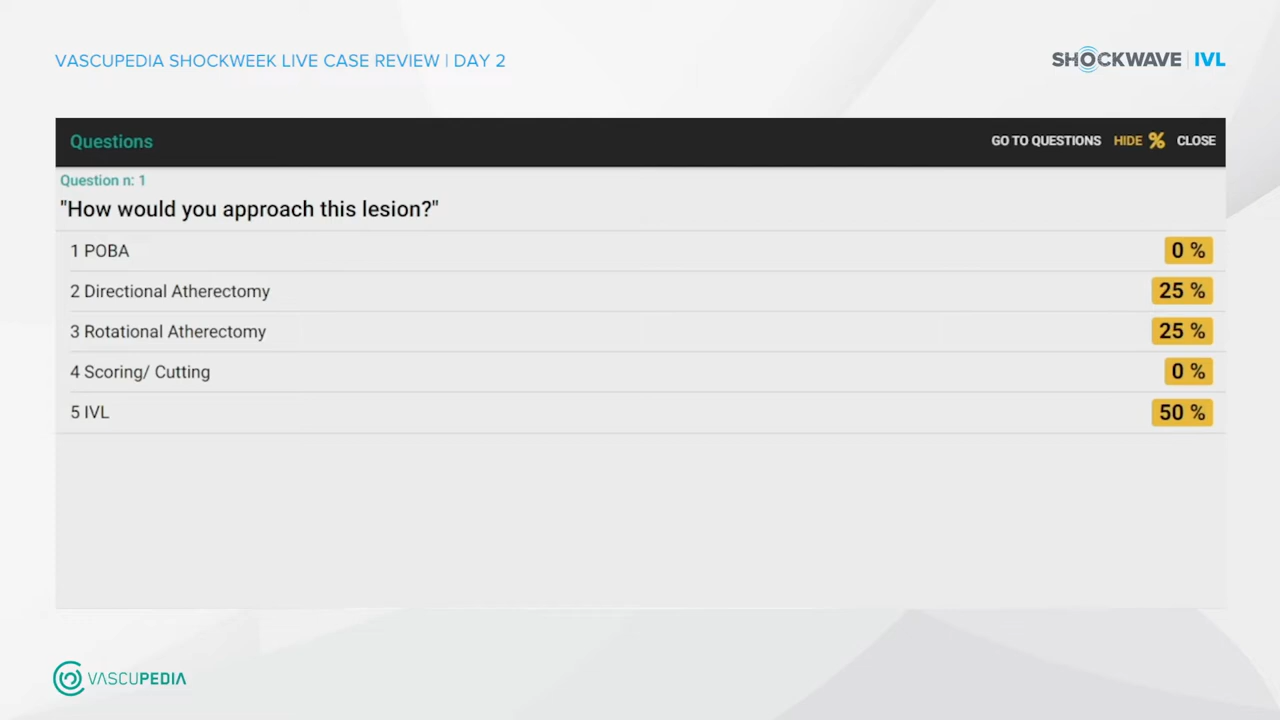 VASCUPEDIA SHOCKWEEK LIVE CASE REVIEW | DAY 2
SHOCKWAVE | IVL
Questions
GO TO QUESTIONS HIDE % CLOSE
Question n: 1
"How would you approach this lesion?"
1 POBA 0 %
2 Directional Atherectomy 25 %
3 Rotational Atherectomy 25 %
4 Scoring/ Cutting 0 %
5 IVL 50 %
VASCUPEDIA